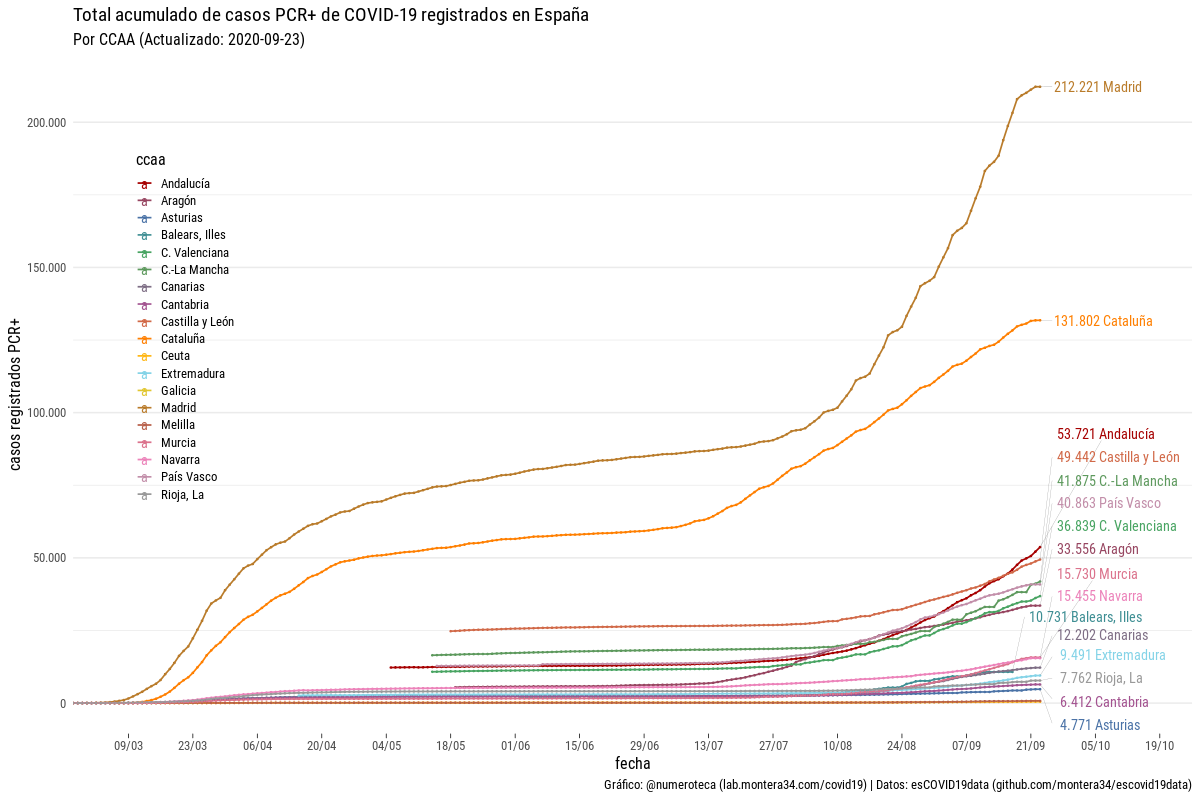 Total acumulado de casos PCR+ de COVID-19 registrados en España
Por CCAA (Actualizado: 2020-09-23)
casos registrados PCR+
200.000
150.000
100.000
50.000
0
ccaa
Andalucía
Aragón
Asturias
Balears, Illes
C. Valenciana
C.-La Mancha
Canarias
Cantabria
Castilla y León
Cataluña
Ceuta
Extremadura
Galicia
Madrid
Melilla
Murcia
Navarra
País Vasco
Rioja, La
212.221 Madrid
131.802 Cataluña
53.721 Andalucía
49.442 Castilla y León
41.875 C.-La Mancha
40.863 País Vasco
36.839 C. Valenciana
33.556 Aragón
15.730 Murcia
15.455 Navarra
10.731 Balears, Illes
12.202 Canarias
9.491 Extremadura
7.762 Rioja, La
6.412 Cantabria
4.771 Asturias
09/03 23/03 06/04 20/04 04/05 18/05 01/06 15/06 29/06 13/07 27/07 10/08 24/08 07/09 21/09 05/10 19/10
fecha
Gráfico: @numeroteca (lab.montera34.com/covid19) | Datos: esCOVID19data (github.com/montera34/escovid19data)